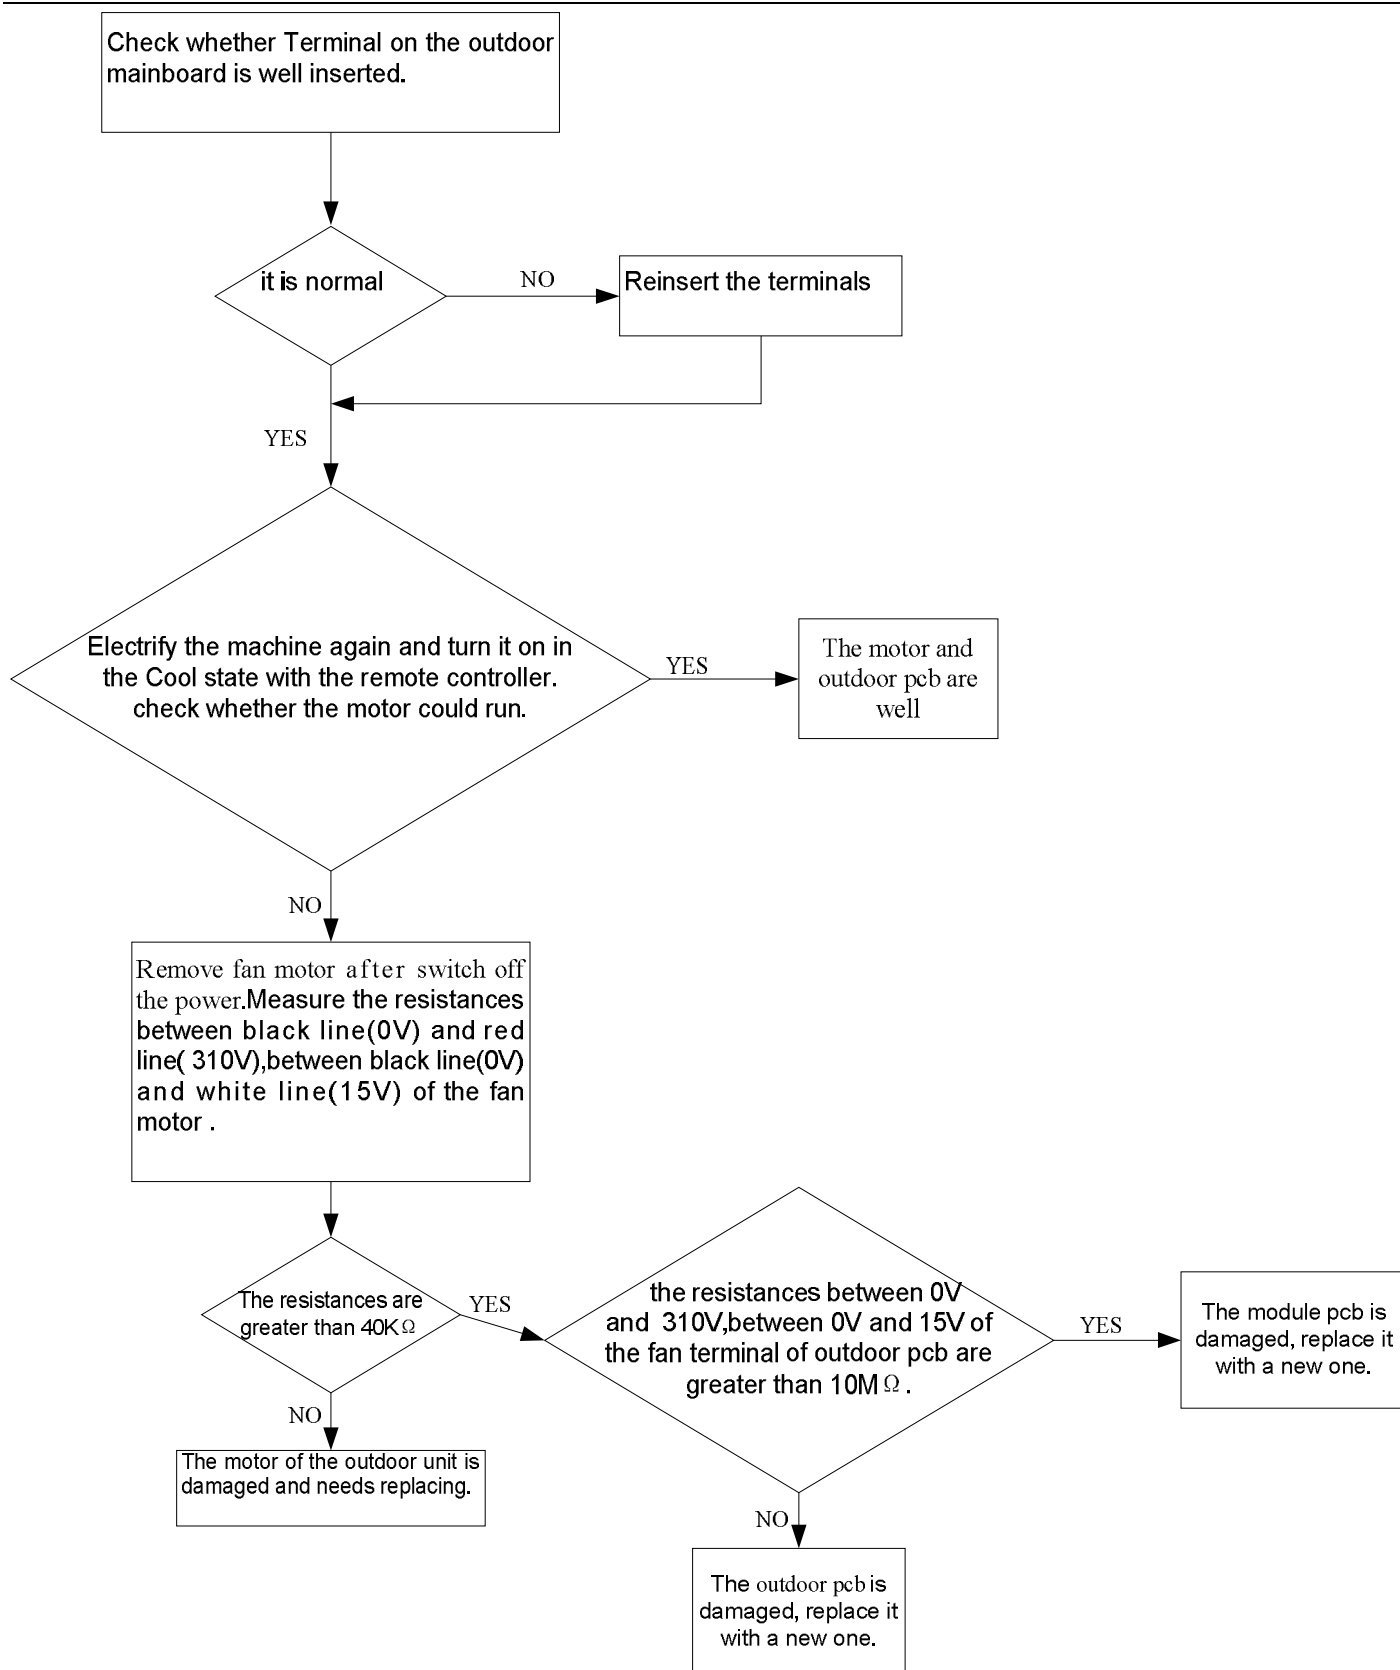 Check whether Terminal on the outdoor
mainboard is well inserted.
it is normal
NO
Reinsert the terminals
YES
Electrify the machine again and turn it on in
the Cool state with the remote controller.
check whether the motor could run.
YES
The motor and
outdoor pcb are
well
NO
Remove fan motor after switch off
the power.Measure the resistances
between black line(0V) and red
line( 310V),between black line(0V)
and white line(15V) of the fan
motor .
The resistances are
greater than 40KΩ
YES
the resistances between 0V
and 310V,between 0V and 15V of
the fan terminal of outdoor pcb are
greater than 10MΩ.
YES
The module pcb is
damaged, replace it
with a new one.
NO
The motor of the outdoor unit is
damaged and needs replacing.
NO
The outdoor pcb is
damaged, replace it
with a new one.